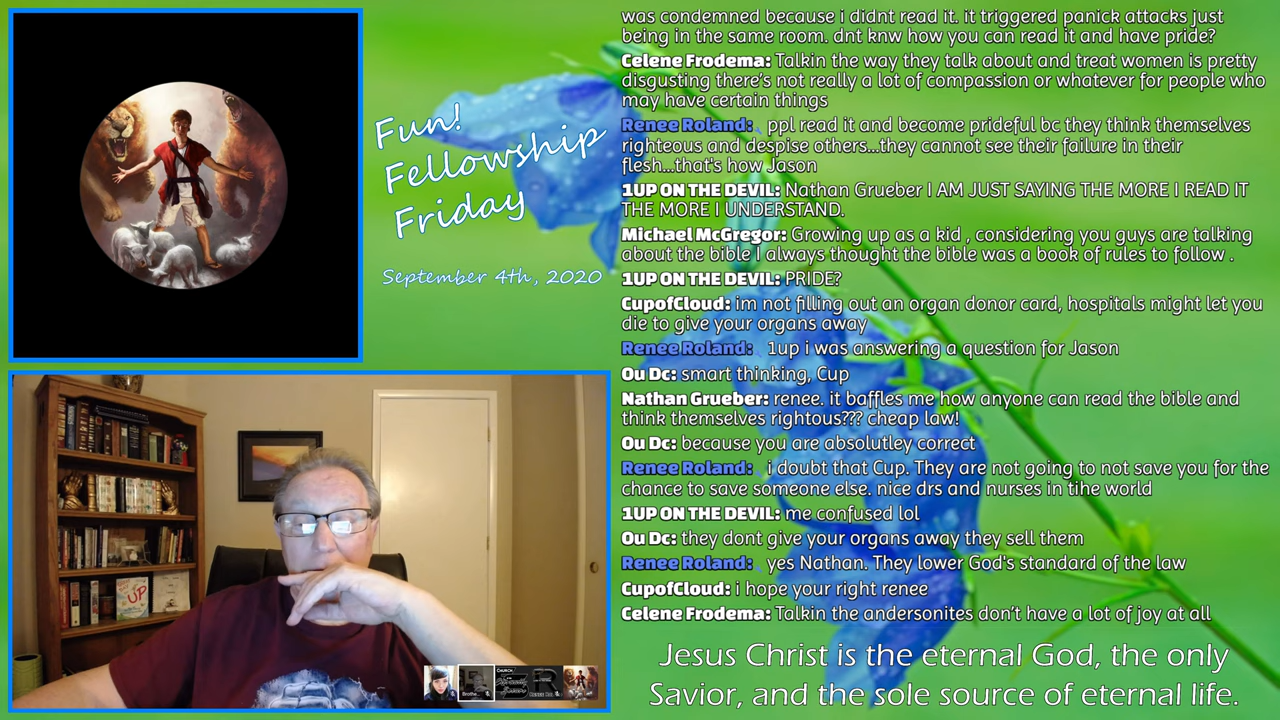 Fun!
Fellowship
Friday
September 4th, 2020
was condemned because i didnt read it. it triggered panick attacks just
being in the same room. dnt knw how you can read it and have pride?
Celene Frodema: Talkin the way they talk about and treat women is pretty
disgusting there's not really a lot of compassion or whatever for people who
may have certain things
Renee Roland: ppl read it and become prideful bc they think themselves
righteous and despise others...they cannot see their failure in their
flesh...that's how Jason
1UP ON THE DEVIL: Nathan Grueber I AM JUST SAYING THE MORE I READ IT
THE MORE I UNDERSTAND.
Michael McGregor: Growing up as a kid , considering you guys are talking
about the bible I always thought the bible was a book of rules to follow .
1UP ON THE DEVIL: PRIDE?
CupofCloud: im not filling out an organ donor card, hospitals might let you
die to give your organs away
Renee Roland: 1up i was answering a question for Jason
Ou Dc: smart thinking, Cup
Nathan Grueber: renee. it baffles me how anyone can read the bible and
think themselves rightous??? cheap law!
Ou Dc: because you are absolutley correct
Renee Roland: i doubt that Cup. They are not going to not save you for the
chance to save someone else. nice drs and nurses in tihe world
1UP ON THE DEVIL: me confused lol
Ou Dc: they dont give your organs away they sell them
Renee Roland: yes Nathan. They lower God's standard of the law
CupofCloud: i hope your right renee
Celene Frodema: Talkin the andersonites don't have a lot of joy at all
Jesus Christ is the eternal God, the only
Savior, and the sole source of eternal life.
UP
Brothe...
CHURCH